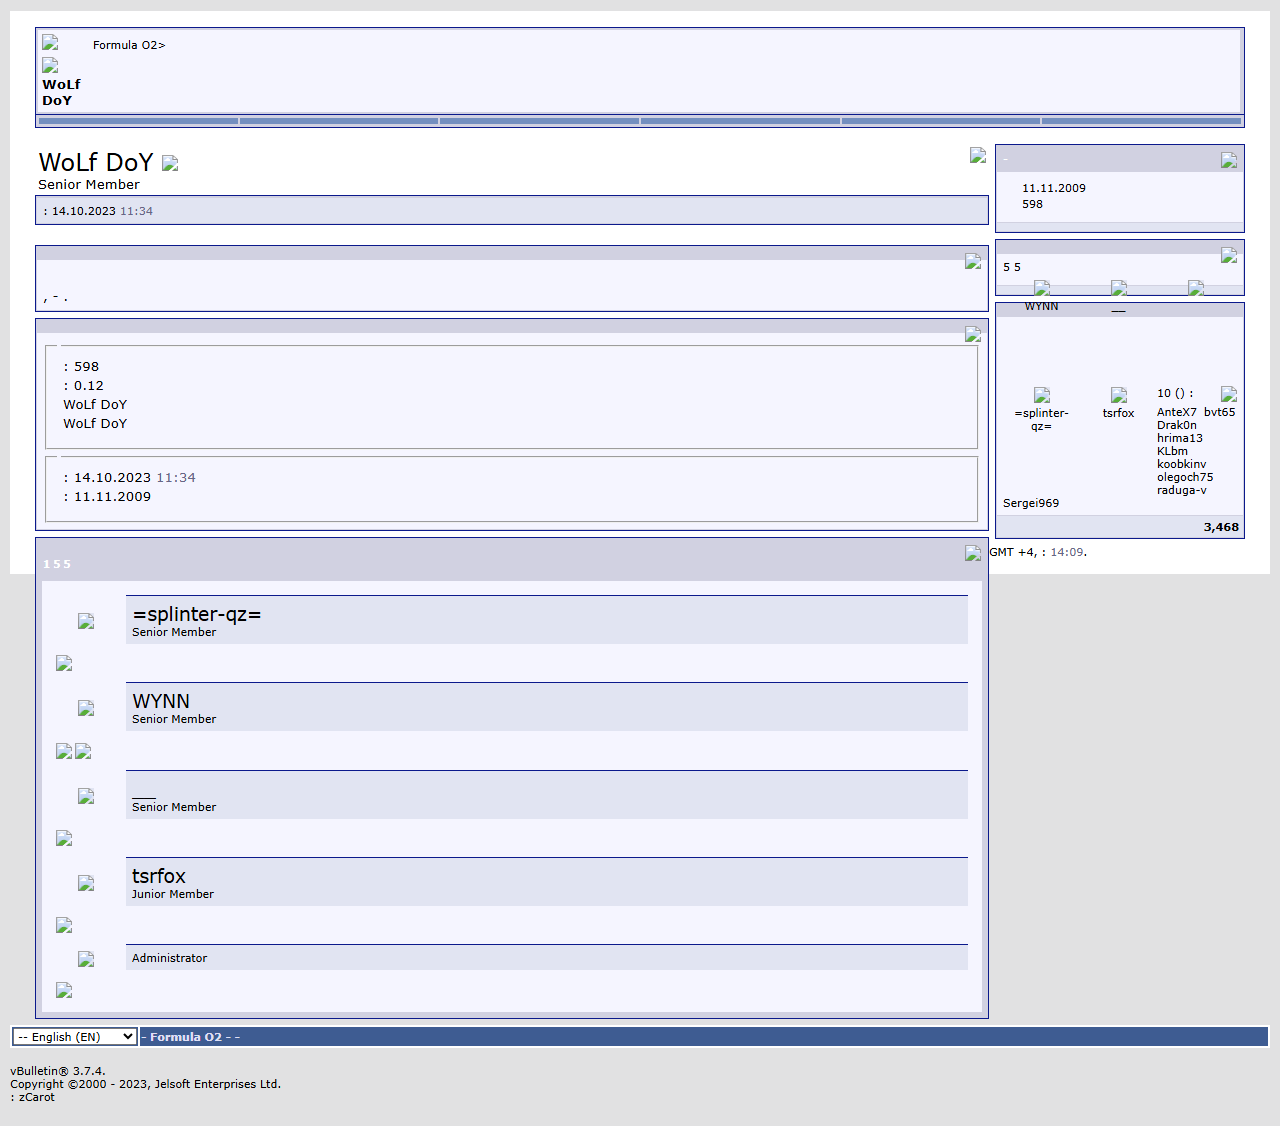 Formula O2>
WoLf
DoY
WoLf DoY
Senior Member
: 14.10.2023 11:34
, - .
: 598
: 0.12
WoLf DoY
WoLf DoY
: 14.10.2023 11:34
: 11.11.2009
1 5 5
=splinter-qz=
Senior Member
WYNN
Senior Member
___
Senior Member
tsrfox
Junior Member
Administrator
-
11.11.2009
598
5 5
WYNN
__
=splinter-
qz=
tsrfox
10 () :
AnteX7 bvt65
Drak0n
hrima13
KLbm
koobkinv
olegoch75
raduga-v
Sergei969
3,468
GMT +4, : 14:09.
-- English (EN)
- Formula O2 - -
vBulletin® 3.7.4.
Copyright ©2000 - 2023, Jelsoft Enterprises Ltd.
: zCarot